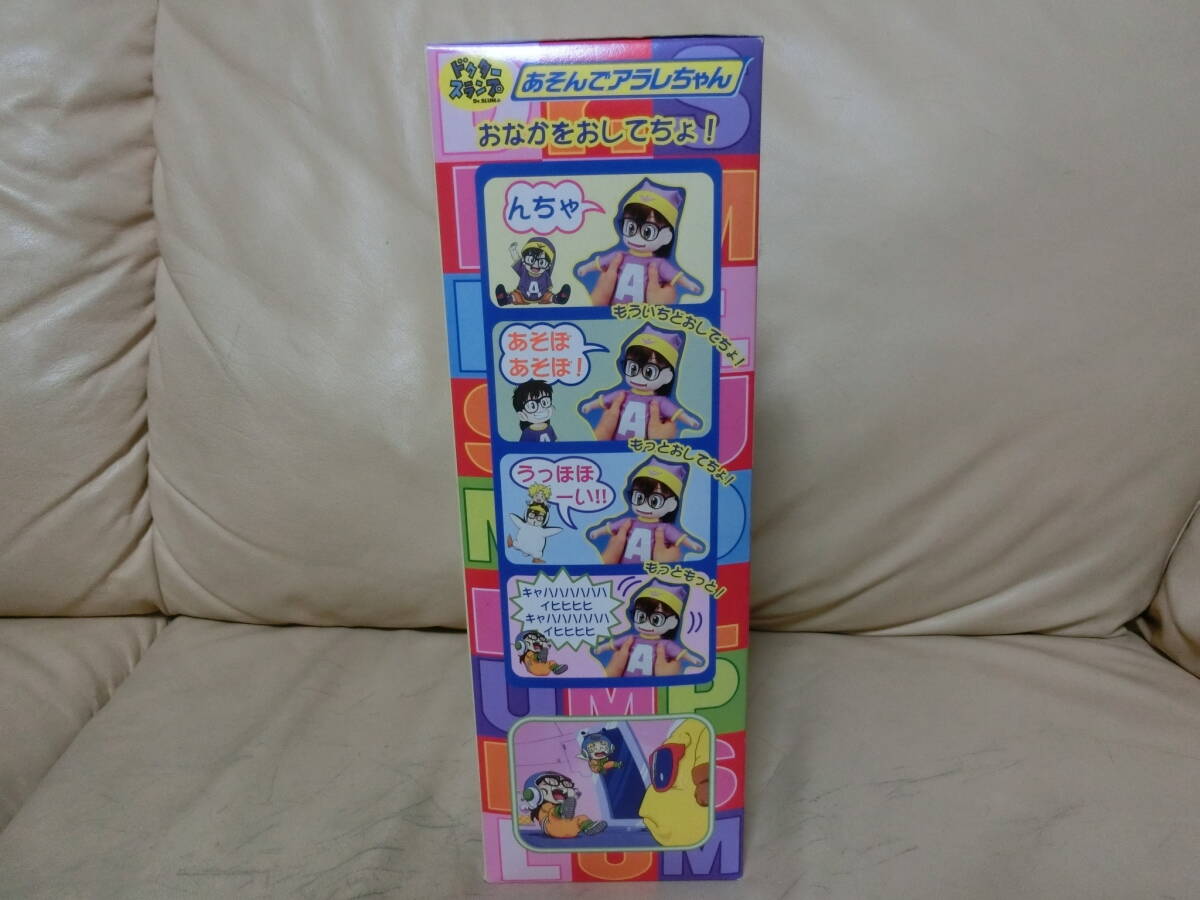 ドクター
スランプ
Dr.SLUMP
あそんでアラレちゃん
おなかをおしてちょ!
んちゃ
A
A
もういちどおしてちょ!
あそぼ
あそぼ!
A
A
もっとおしてちょ!
うっほほ
ーい!!
A
もっともっと!
キャハハハハハハ
イヒヒヒヒ
キャハハハハハハ
イヒヒヒヒ
A